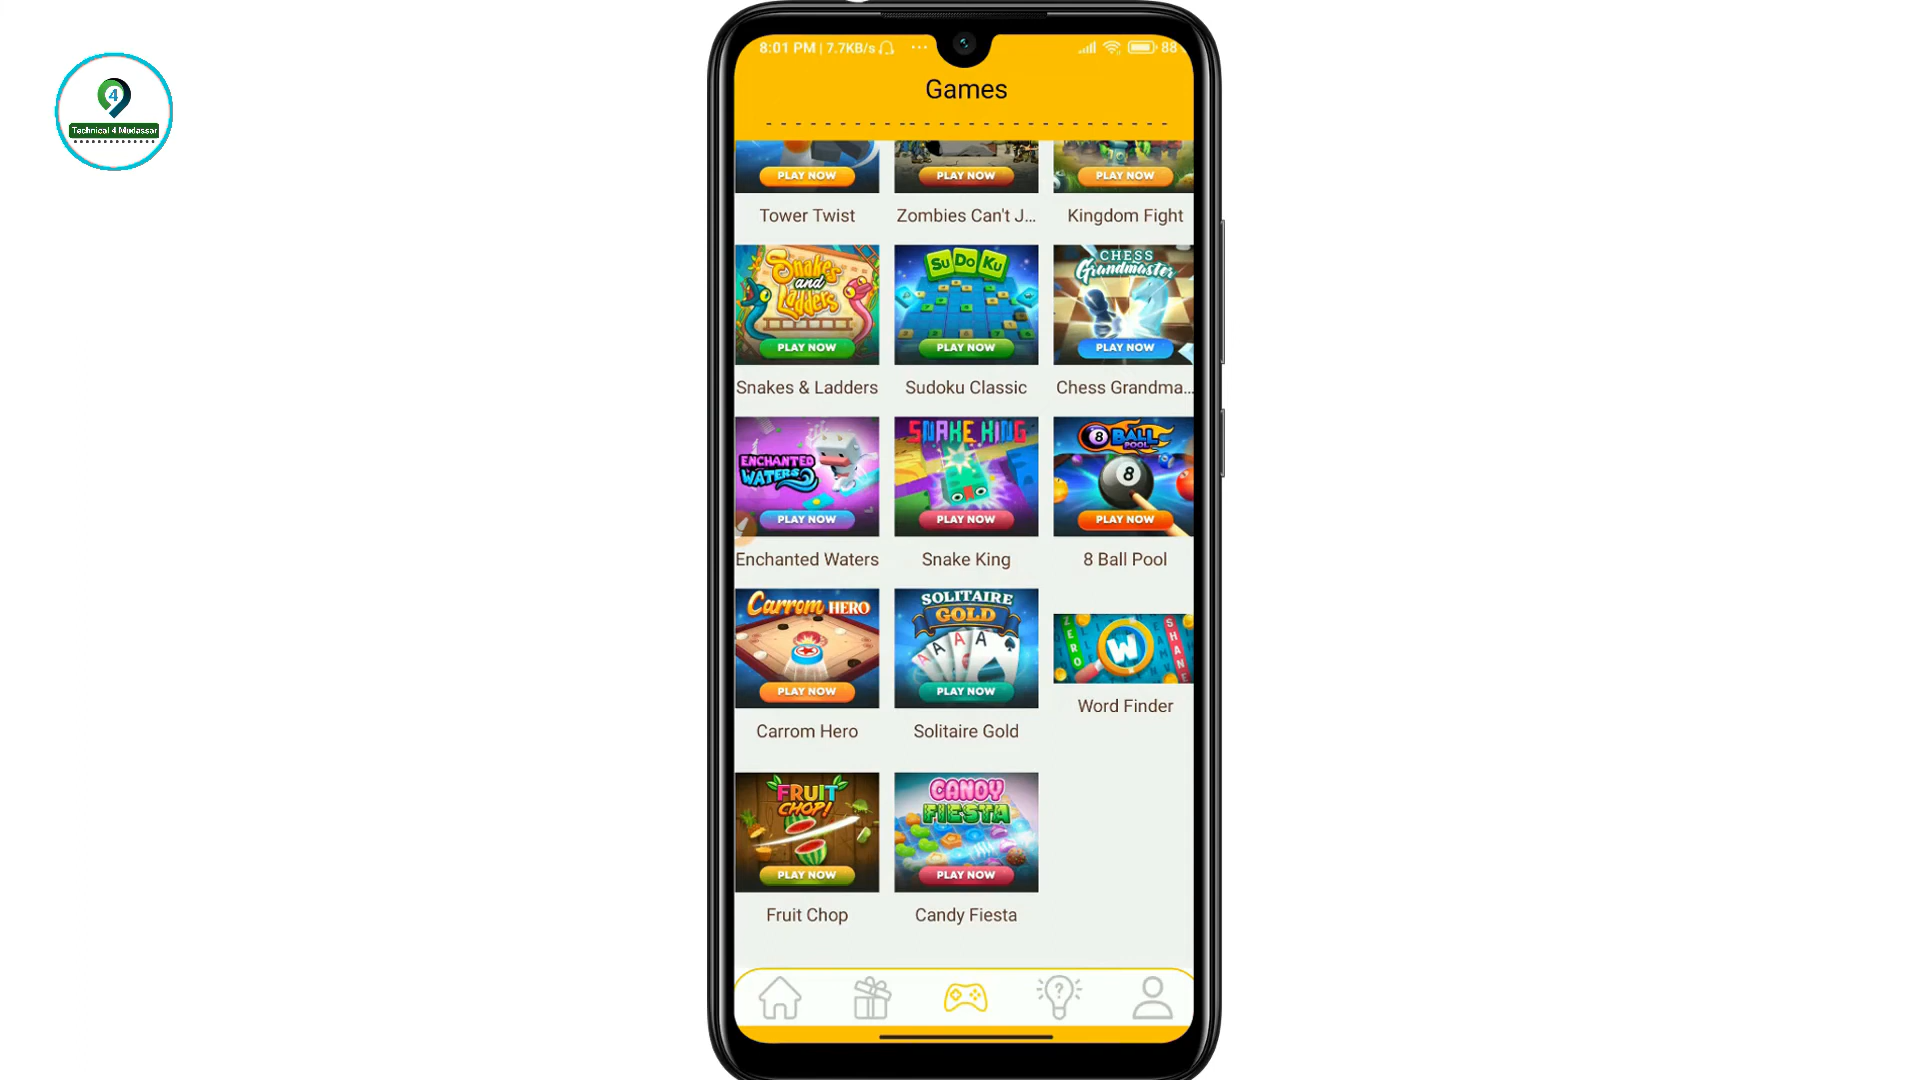 4
Technical 4 Mudassar
8:01 PM | 7.7KB/s ... 88
Games
PLAY NOW PLAY NOW PLAY NOW
Tower Twist Zombies Can't J... Kingdom Fight
Snakes and Ladders SuDoKu CHESS Grandmaster
PLAY NOW PLAY NOW PLAY NOW
Snakes & Ladders Sudoku Classic Chess Grandma...
ENCHANTED WATERS SNAKE KING 8 BALL POOL
8
PLAY NOW PLAY NOW PLAY NOW
Enchanted Waters Snake King 8 Ball Pool
Carrom HERO SOLITAIRE GOLD ZERO W SHANE
A A A A
PLAY NOW PLAY NOW
Word Finder
Carrom Hero Solitaire Gold
FRUIT CHOP! CANDY FIESTA
PLAY NOW PLAY NOW
Fruit Chop Candy Fiesta
?